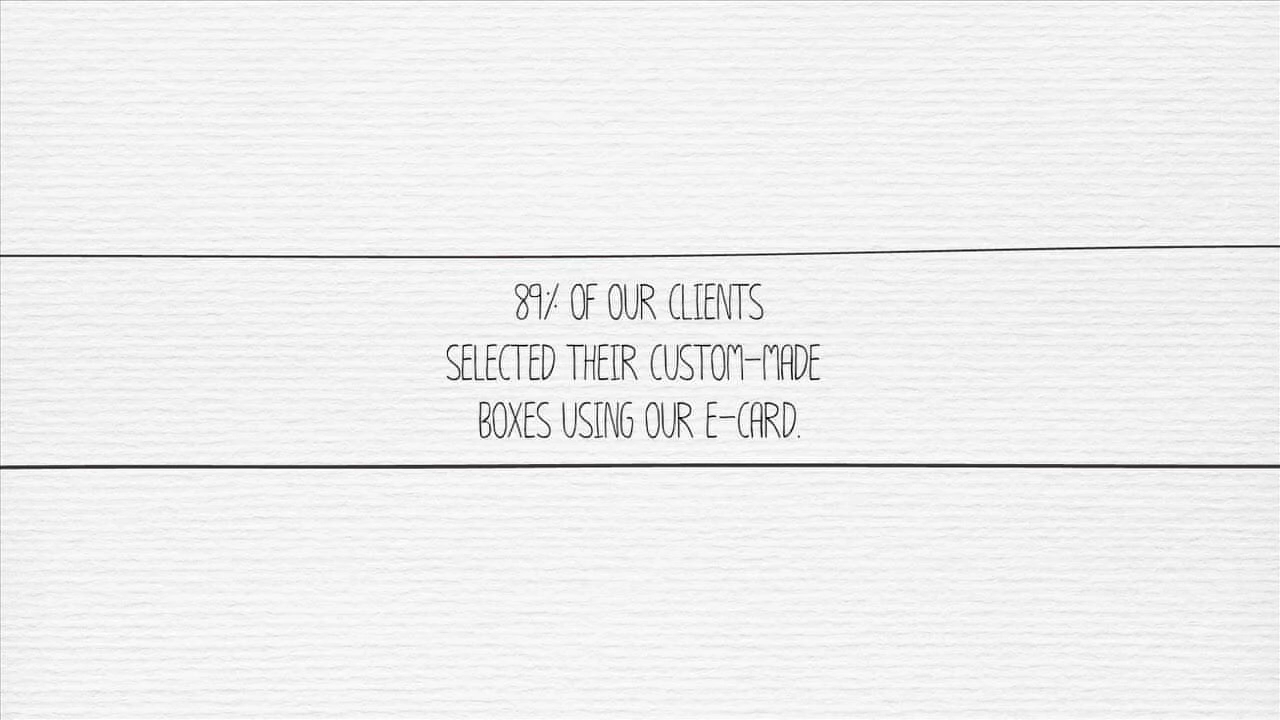 89% OF OUR CLIENTS
SELECTED THEIR CUSTOM-MADE
BOXES USING OUR E-CARD.